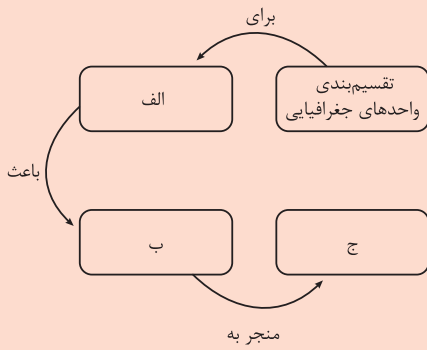 برای
تقسیم‌بندی
واحدهای جغرافیایی
الف
باعث
ب
ج
منجر به